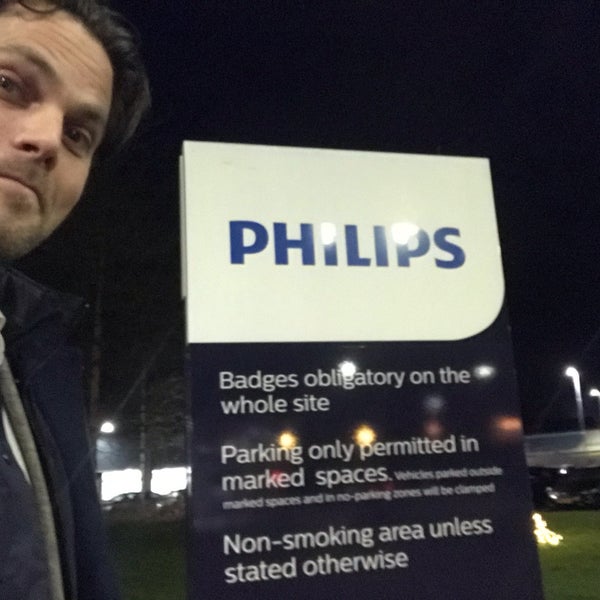 PHILIPS
Badges obligatory on the
whole site
Parking only permitted in
marked spaces. Vehicles parked outside
marked spaces and in no-parking zones will be clamped
Non-smoking area unless
stated otherwise